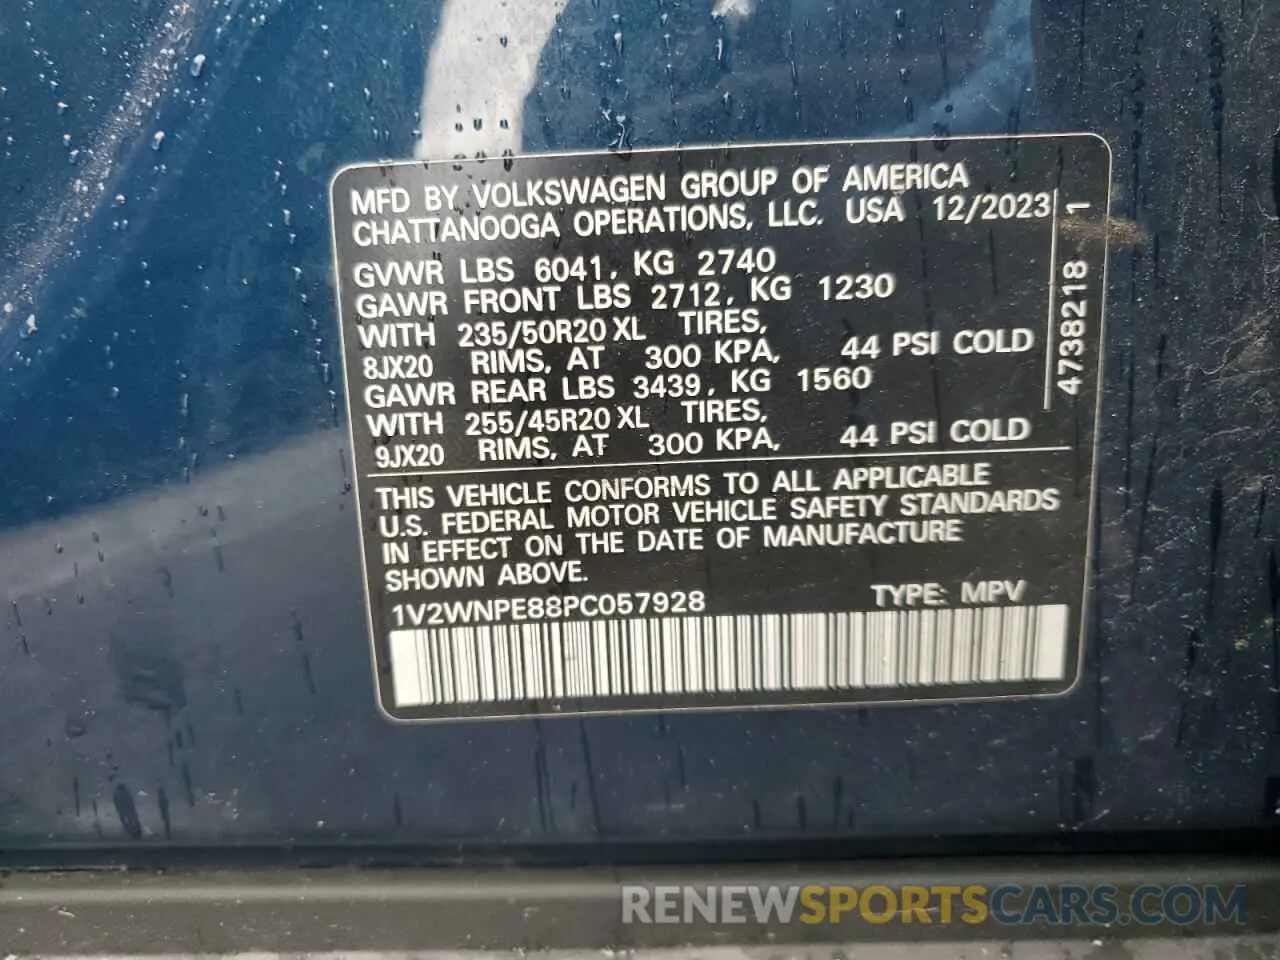 MFD BY VOLKSWAGEN GROUP OF AMERICA
CHATTANOOGA OPERATIONS, LLC. USA 12/2023
GVWR LBS 6041, KG 2740
GAWR FRONT LBS 2712, KG 1230
WITH 235/50R20 XL TIRES,
8JX20 RIMS, AT 300 KPA, 44 PSI COLD
GAWR REAR LBS 3439, KG 1560
WITH 255/45R20 XL TIRES,
9JX20 RIMS, AT 300 KPA, 44 PSI COLD
THIS VEHICLE CONFORMS TO ALL APPLICABLE
U.S. FEDERAL MOTOR VEHICLE SAFETY STANDARDS
IN EFFECT ON THE DATE OF MANUFACTURE
SHOWN ABOVE.
1V2WNPE88PC057928 TYPE: MPV
4738218 1
RENEWSPORTSCARS.COM